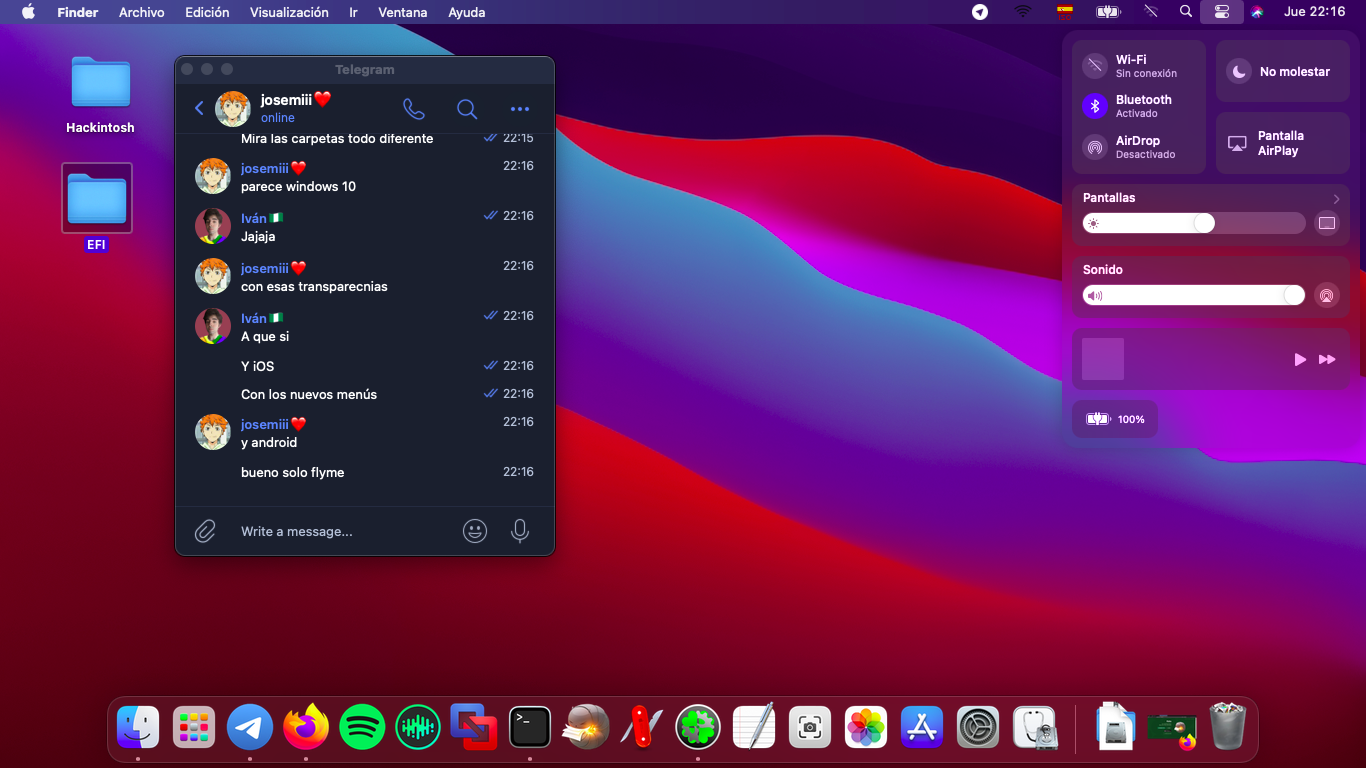 Finder Archivo Edición Visualización Ir Ventana Ayuda
Jue 22:16
Hackintosh
EFI
Telegram
josemiii❤️
online
Mira las carpetas todo diferente 22:15
josemiii❤️ 22:16
parece windows 10
Iván🇳🇬 22:16
Jajaja
josemiii❤️ 22:16
con esas transparecnias
Iván🇳🇬 22:16
A que si
Y iOS 22:16
Con los nuevos menús 22:16
josemiii❤️ 22:16
y android
bueno solo flyme 22:16
Write a message...
Wi-Fi
Sin conexión
Bluetooth
Activado
AirDrop
Desactivado
No molestar
Pantalla
AirPlay
Pantallas
Sonido
100%